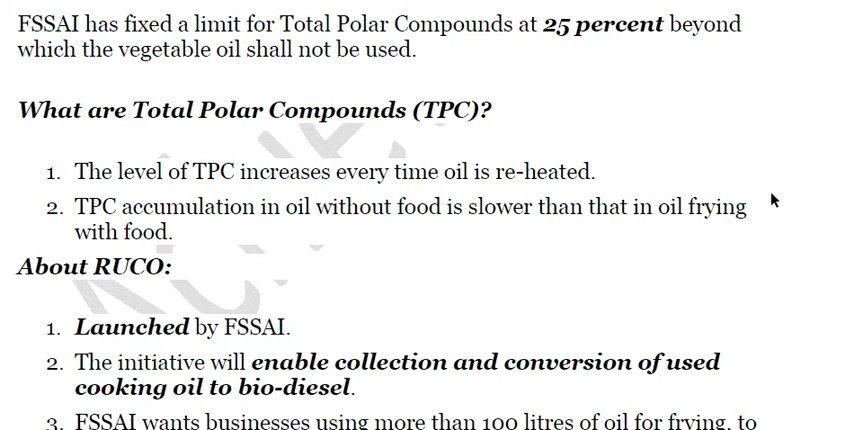 FSSAI has fixed a limit for Total Polar Compounds at 25 percent beyond
which the vegetable oil shall not be used.
What are Total Polar Compounds (TPC)?
1. The level of TPC increases every time oil is re-heated.
2. TPC accumulation in oil without food is slower than that in oil frying
with food.
About RUCO:
1. Launched by FSSAI.
2. The initiative will enable collection and conversion of used
cooking oil to bio-diesel.
3. FSSAI wants businesses using more than 100 litres of oil for frying, to